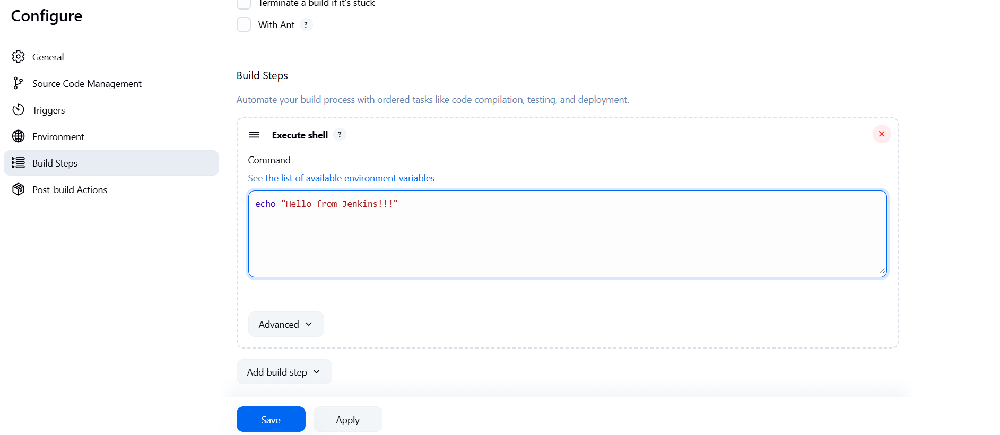 Configure
General
Source Code Management
Triggers
Environment
Build Steps
Post-build Actions
Terminate a build if it's stuck
With Ant ?
Build Steps
Automate your build process with ordered tasks like code compilation, testing, and deployment.
Execute shell ?
Command
See the list of available environment variables
echo "Hello from Jenkins!!!"
Advanced
Add build step
Save Apply